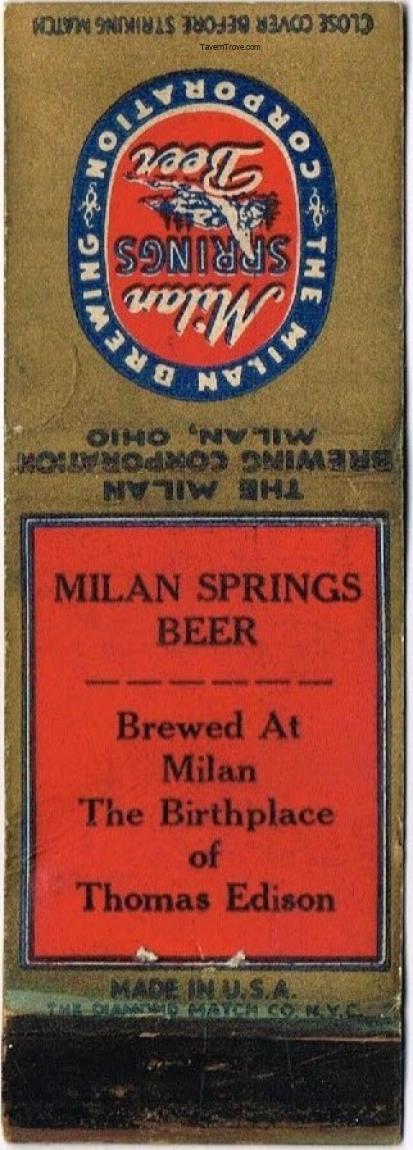 CLOSE COVER BEFORE STRIKING MATCH
TavernTrove.com
THE MILAN BREWING CORPORATION
Milan
SPRINGS
Beer
THE MILAN
BREWING CORPORATION
MILAN, OHIO
MILAN SPRINGS
BEER
Brewed At
Milan
The Birthplace
of
Thomas Edison
MADE IN U.S.A.
THE DIAMOND MATCH CO. N.Y.C.